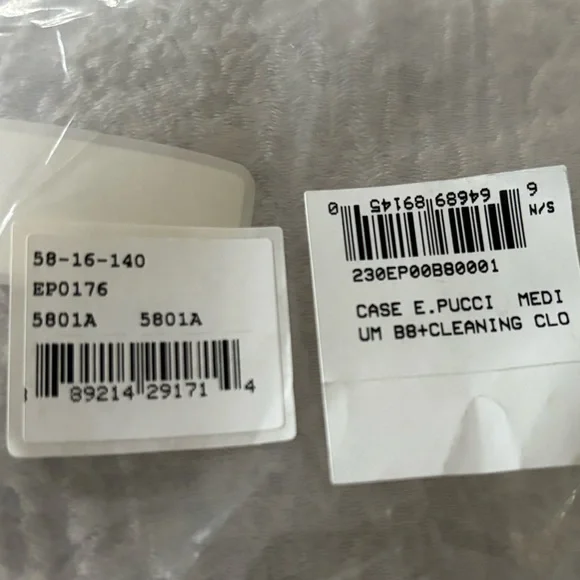 58-16-140
EP0176
5801A 5801A
8 89214 29171 4
S/N
6 64689 89145 0
230EP00B80001
CASE E.PUCCI MEDI
UM B8+CLEANING CLO